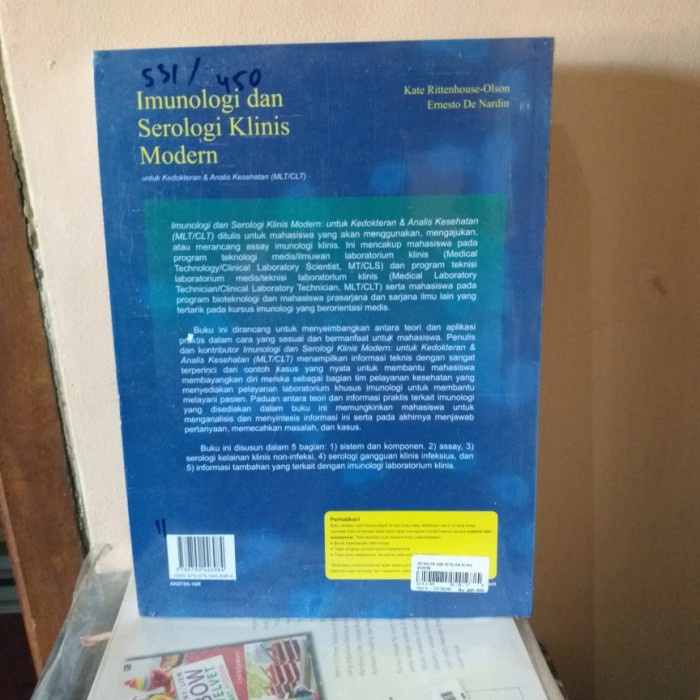 531/450
Imunologi dan
Serologi Klinis
Modern
untuk Kedokteran & Analis Kesehatan (MLT/CLT)
Kate Rittenhouse-Olson
Ernesto De Nardin
Imunologi dan Serologi Klinis Modern: untuk Kedokteran & Analis Kesehatan
(MLT/CLT) ditulis untuk mahasiswa yang akan menggunakan, mengajukan,
atau merancang assay imunologi klinis. Ini mencakup mahasiswa pada
program teknologi medis/ilmuwan laboratorium klinis (Medical
Technology/Clinical Laboratory Scientist, MT/CLS) dan program teknisi
laboratorium medis/teknisi laboratorium klinis (Medical Laboratory
Technician/Clinical Laboratory Technician, MLT/CLT) serta mahasiswa pada
program bioteknologi dan mahasiswa prasarjana dan sarjana ilmu lain yang
tertarik pada kursus imunologi yang berorientasi medis.
Buku ini dirancang untuk menyeimbangkan antara teori dan aplikasi
praktis dalam cara yang sesuai dan bermanfaat untuk mahasiswa. Penulis
dan kontributor Imunologi dan Serologi Klinis Modern: untuk Kedokteran &
Analis Kesehatan (MLT/CLT) menampilkan informasi teknis dengan sangat
terperinci dan contoh kasus yang nyata untuk membantu mahasiswa
membayangkan diri mereka sebagai bagian tim pelayanan kesehatan yang
menyediakan pelayanan laboratorium khusus imunologi untuk membantu
melayani pasien. Paduan antara teori dan informasi praktis terkait imunologi
yang disediakan dalam buku ini memungkinkan mahasiswa untuk
menganalisis dan menyintesis informasi ini serta pada akhirnya menjawab
pertanyaan, memecahkan masalah, dan kasus.
Buku ini disusun dalam 5 bagian: 1) sistem dan komponen, 2) assay, 3)
serologi kelainan klinis non-infeksi, 4) serologi gangguan klinis infeksius, dan
5) informasi tambahan yang terkait dengan imunologi laboratorium klinis.
11
Perhatikan!